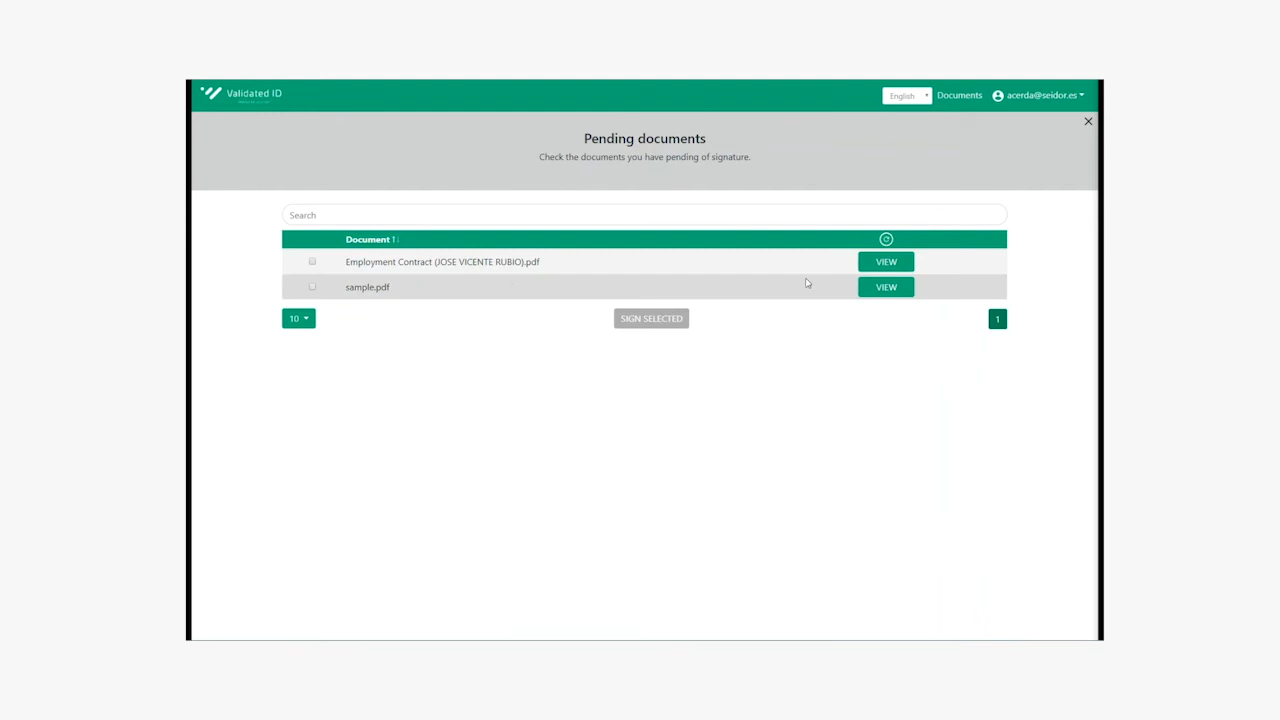 Validated ID
English
Documents
acerda@seidor.es
Pending documents
Check the documents you have pending of signature.
Search
Document
Employment Contract (JOSE VICENTE RUBIO).pdf
VIEW
sample.pdf
VIEW
10
SIGN SELECTED
1